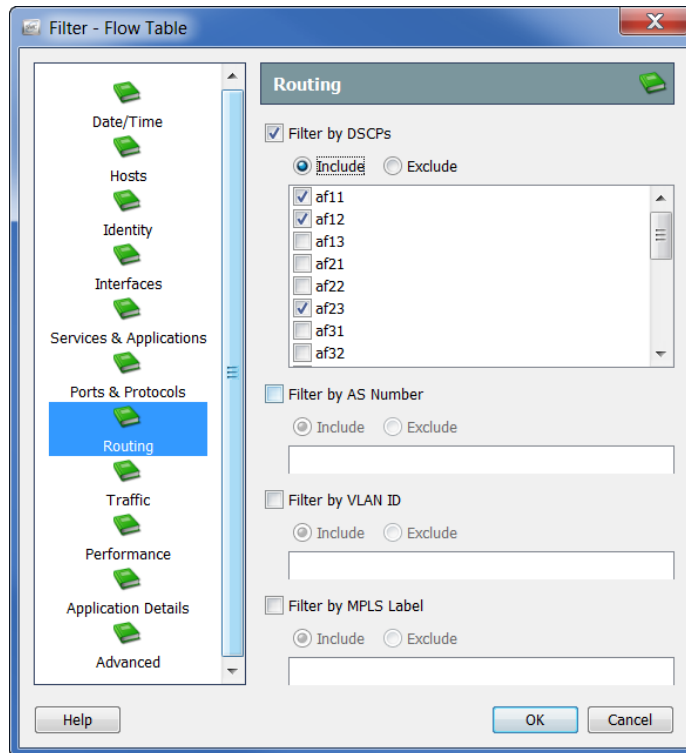 Filter - Flow Table
Date/Time
Hosts
Identity
Interfaces
Services & Applications
Ports & Protocols
Routing
Traffic
Performance
Application Details
Advanced
Routing
Filter by DSCPs
Include Exclude
af11
af12
af13
af21
af22
af23
af31
af32
Filter by AS Number
Include Exclude
Filter by VLAN ID
Include Exclude
Filter by MPLS Label
Include Exclude
Help OK Cancel